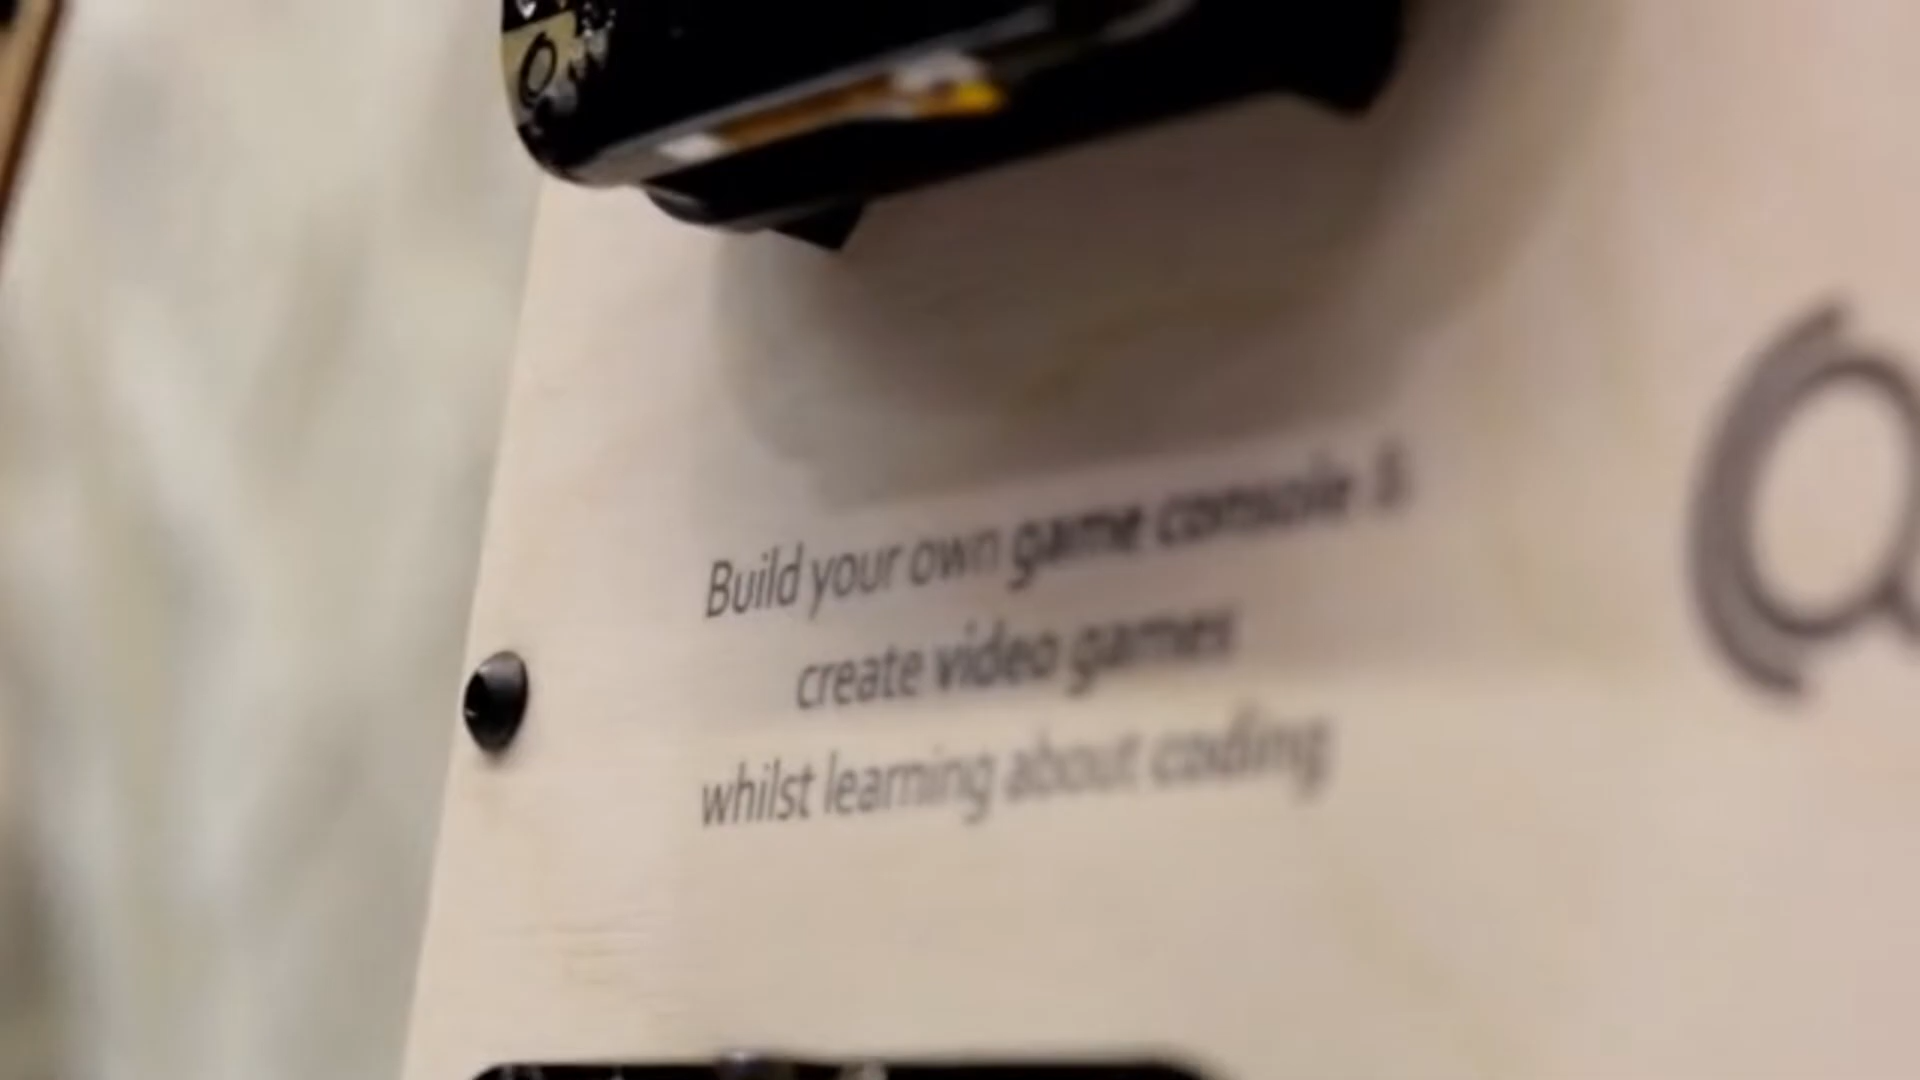 Build your own game console &
create video games
whilst learning about coding